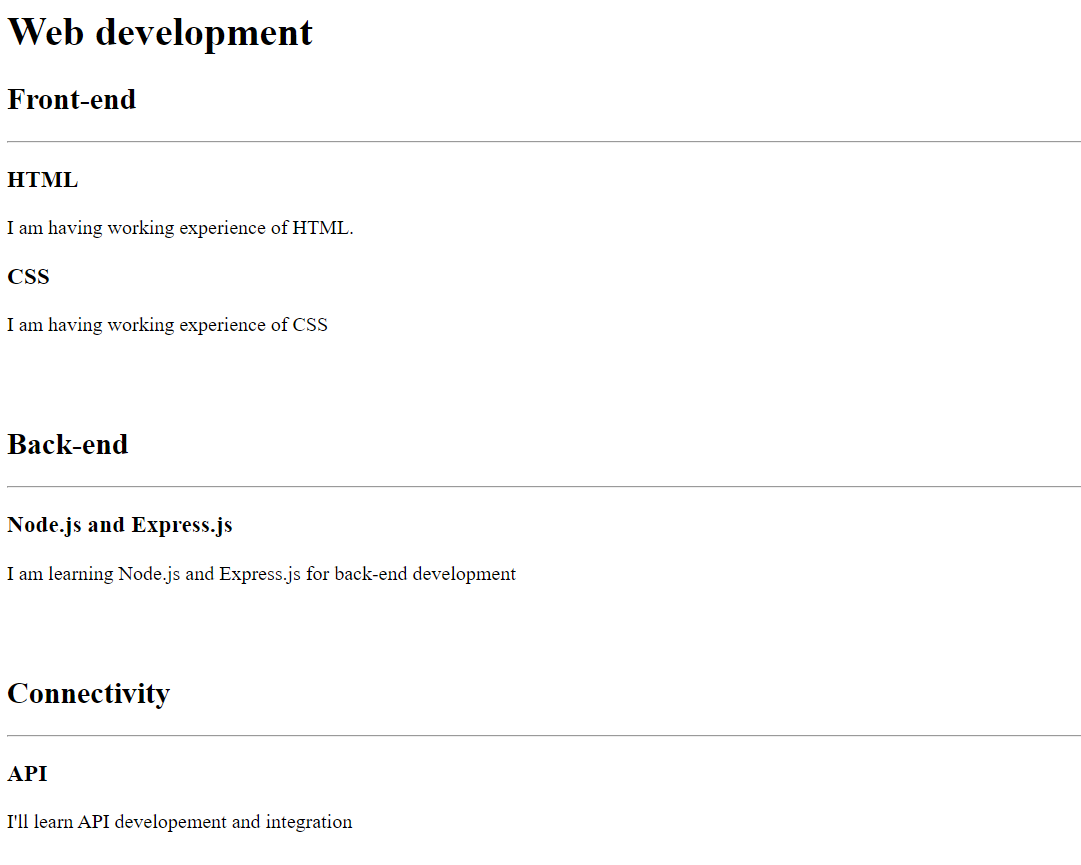 Web development
Front-end
HTML
I am having working experience of HTML.
CSS
I am having working experience of CSS
Back-end
Node.js and Express.js
I am learning Node.js and Express.js for back-end development
Connectivity
API
I'll learn API developement and integration